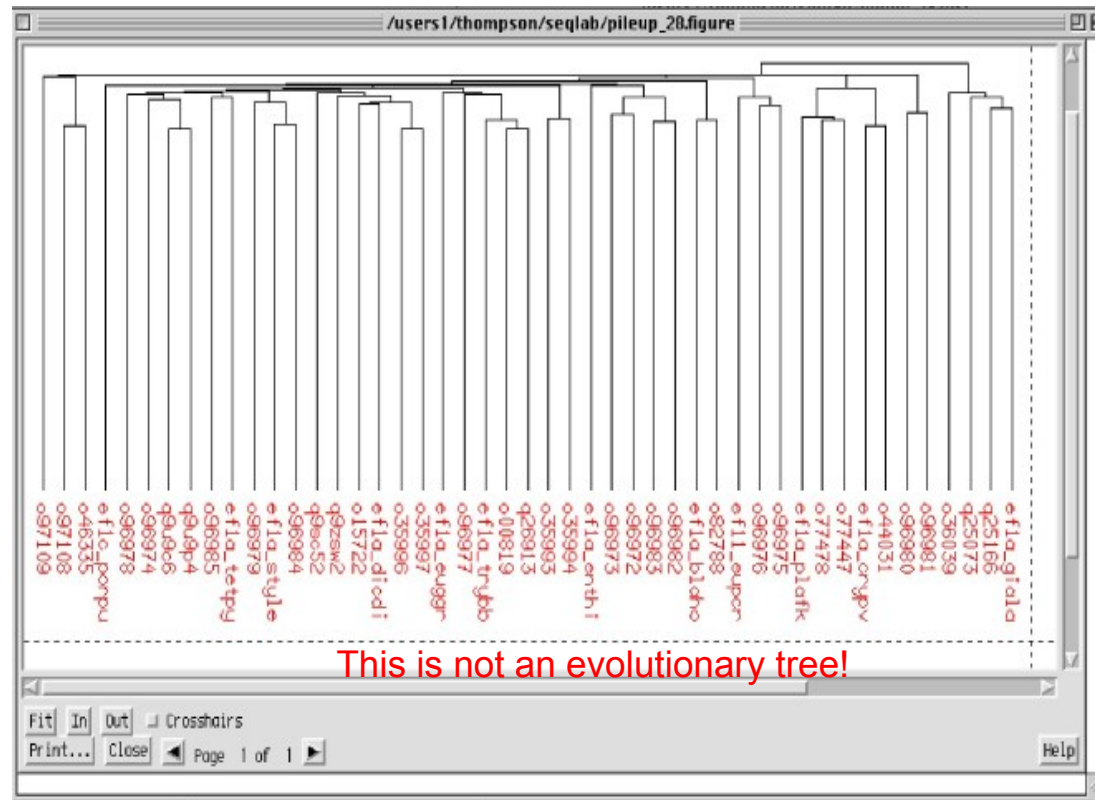 /users1/thompson/seqlab/pileup_28.figure
o97109
o97108
o46335
ef1c_porpu
o96978
o96974
q9u9c6
q9u9p4
o96985
ef1a_tetpy
o96979
ef1a_style
o96984
q9sc62
q9zsw2
o15722
ef1a_dicdi
o35996
o35997
ef1a_euggr
o96977
ef1a_trybb
o00819
q26913
o35993
o35994
ef1a_enthi
o96973
o96972
o96983
o96982
ef1a_blaho
o82788
ef11_eupcr
o96976
o96975
ef1a_plafk
o77478
o77447
ef1a_crypv
o44031
o96980
o96981
o36039
q25073
q25166
ef1a_giala
This is not an evolutionary tree!
Fit In Out Crosshairs
Print... Close Page 1 of 1 Help